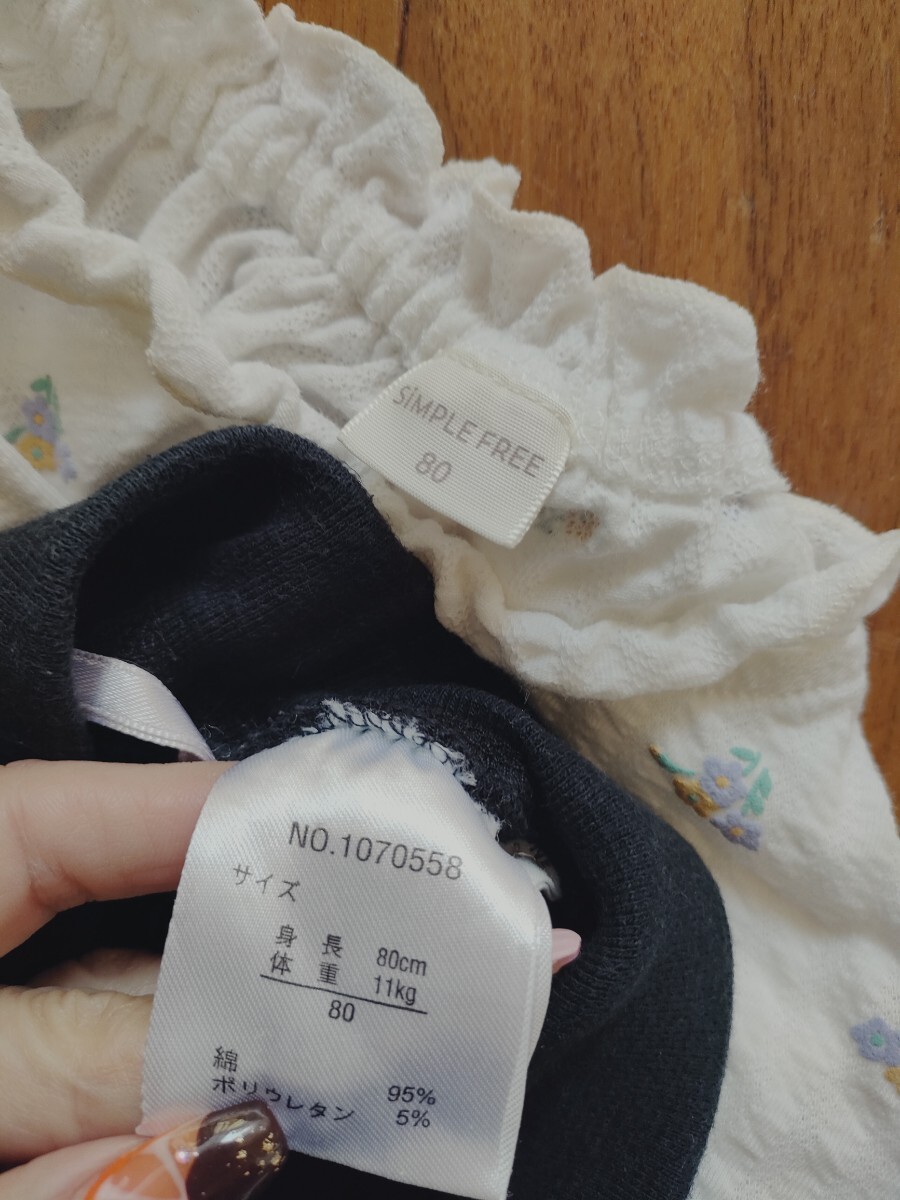 SiMPLE FREE
80
NO.1070558
サイズ
身 長 80cm
体 重 11kg
80
綿 95%
ポリウレタン 5%